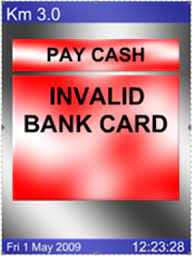 Km 3.0
PAY CASH
INVALID
BANK CARD
Fri 1 May 2009
12:23:28